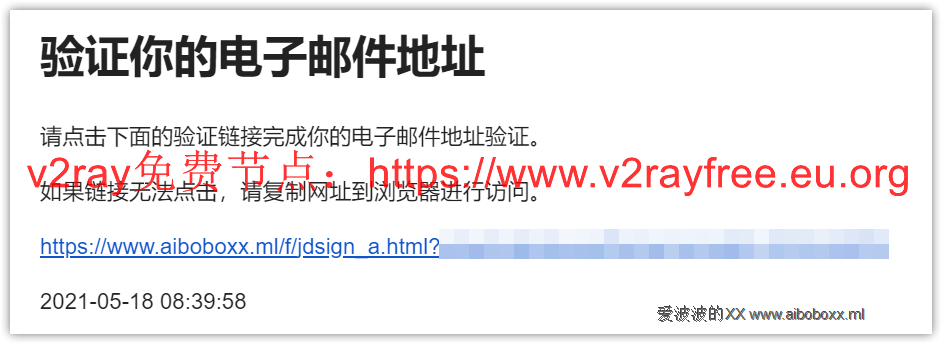 验证你的电子邮件地址
请点击下面的验证链接完成你的电子邮件地址验证。
v2ray免费节点：https://www.v2rayfree.eu.org
如果链接无法点击，请复制网址到浏览器进行访问。
https://www.aiboboxx.ml/f/jdsign_a.html?
2021-05-18 08:39:58
爱波波的XX www.aiboboxx.ml